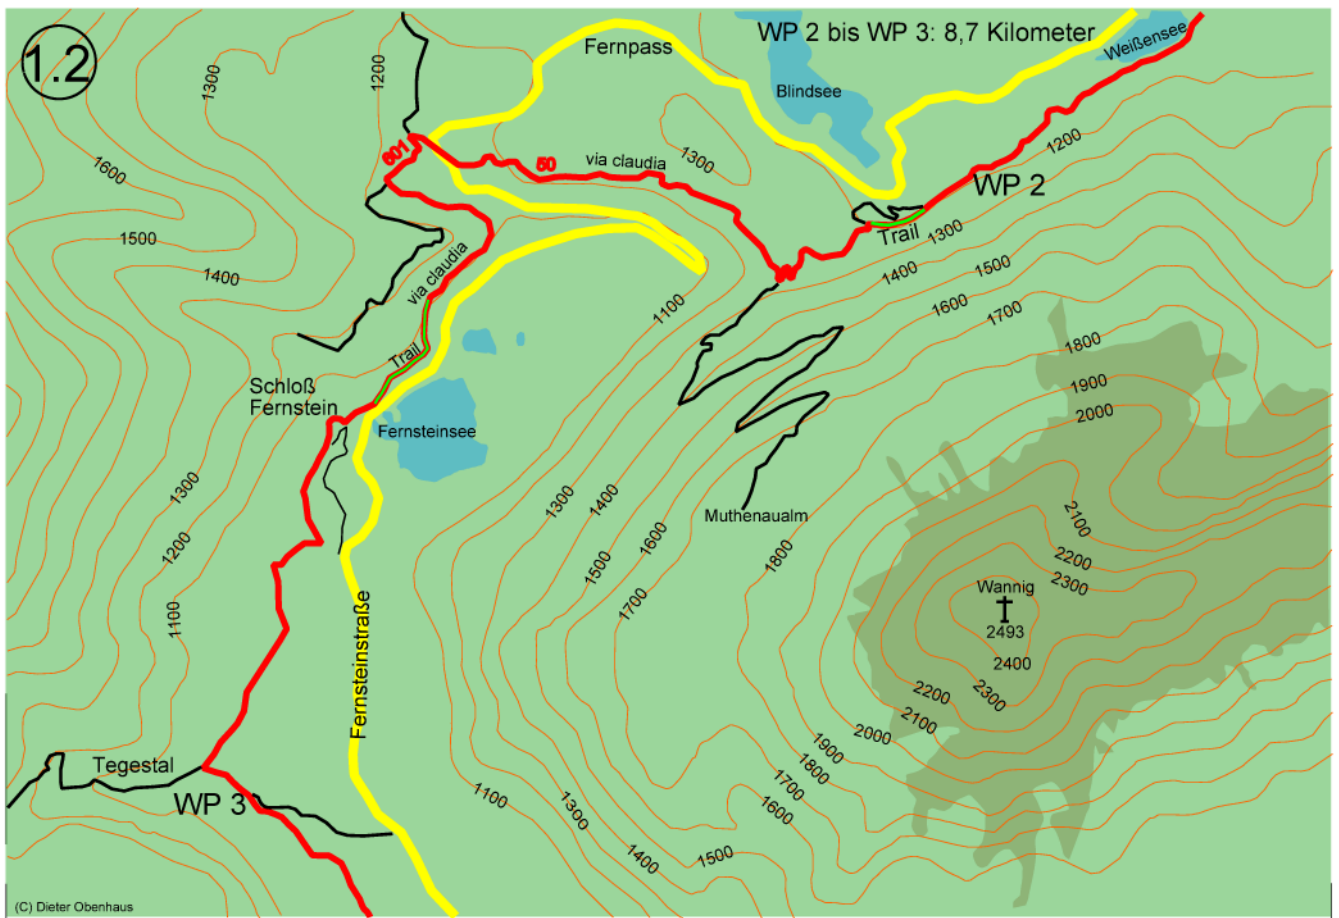 1.2
WP 2 bis WP 3: 8,7 Kilometer
Fernpass
Weißensee
Blindsee
1300
1200
601
50
via claudia
1300
1200
1600
WP 2
Trail
1300
1500
1400
1400
1500
1600
1700
via claudia
1100
1800
Trail
Schloß
Fernstein
1900
2000
Fernsteinsee
1300
1300
1400
Muthenaualm
2100
1200
1600
1800
2200
1500
2300
Wannig
2493
1100
1700
Fernsteinstraße
2400
2200
2300
2100
2000
1900
Tegestal
1800
1700
WP 3
1100
1600
1300
1400
1500
(C) Dieter Obenhaus